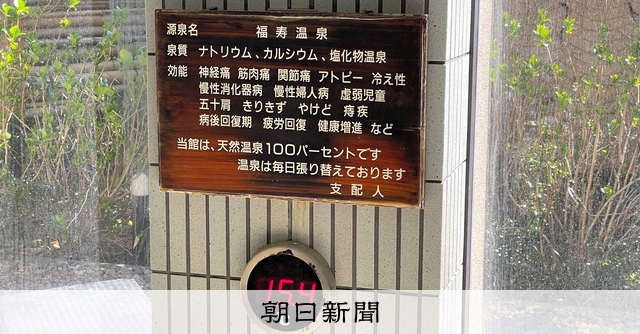 源泉名 福寿温泉
泉質 ナトリウム、カルシウム、塩化物温泉
効能 神経痛 筋肉痛 関節痛 アトピー 冷え性
慢性消化器病 慢性婦人病 虚弱児童
五十肩 きりきず やけど 痔疾
病後回復期 疲労回復 健康増進 など
当館は、天然温泉100パーセントです
温泉は毎日張り替えております
支配人
朝日新聞